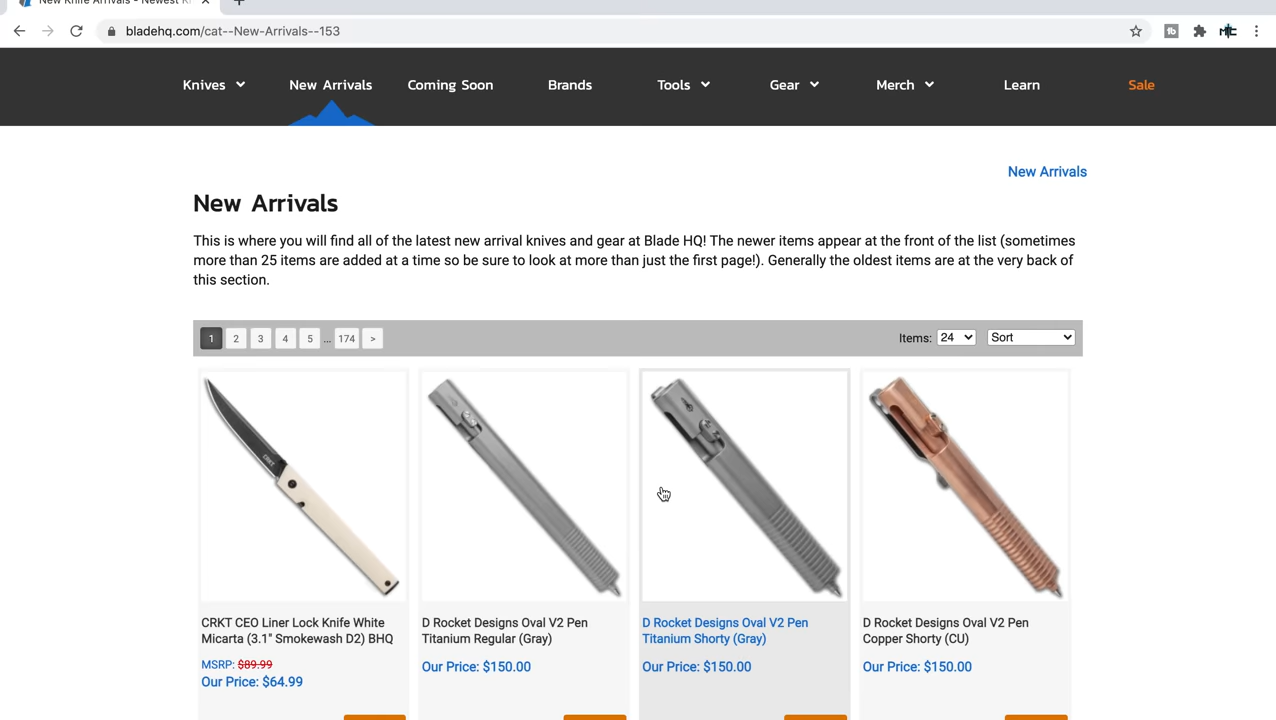 New Knife Arrivals - Newest K
bladehq.com/cat--New-Arrivals--153
Knives New Arrivals Coming Soon Brands Tools Gear Merch Learn Sale
New Arrivals
New Arrivals
This is where you will find all of the latest new arrival knives and gear at Blade HQ! The newer items appear at the front of the list (sometimes
more than 25 items are added at a time so be sure to look at more than just the first page!). Generally the oldest items are at the very back of
this section.
1 2 3 4 5 ... 174 > Items: 24 Sort
CRKT
CRKT CEO Liner Lock Knife White
Micarta (3.1" Smokewash D2) BHQ
MSRP: $89.99
Our Price: $64.99
D Rocket Designs Oval V2 Pen
Titanium Regular (Gray)
Our Price: $150.00
D Rocket Designs Oval V2 Pen
Titanium Shorty (Gray)
Our Price: $150.00
D Rocket Designs Oval V2 Pen
Copper Shorty (CU)
Our Price: $150.00